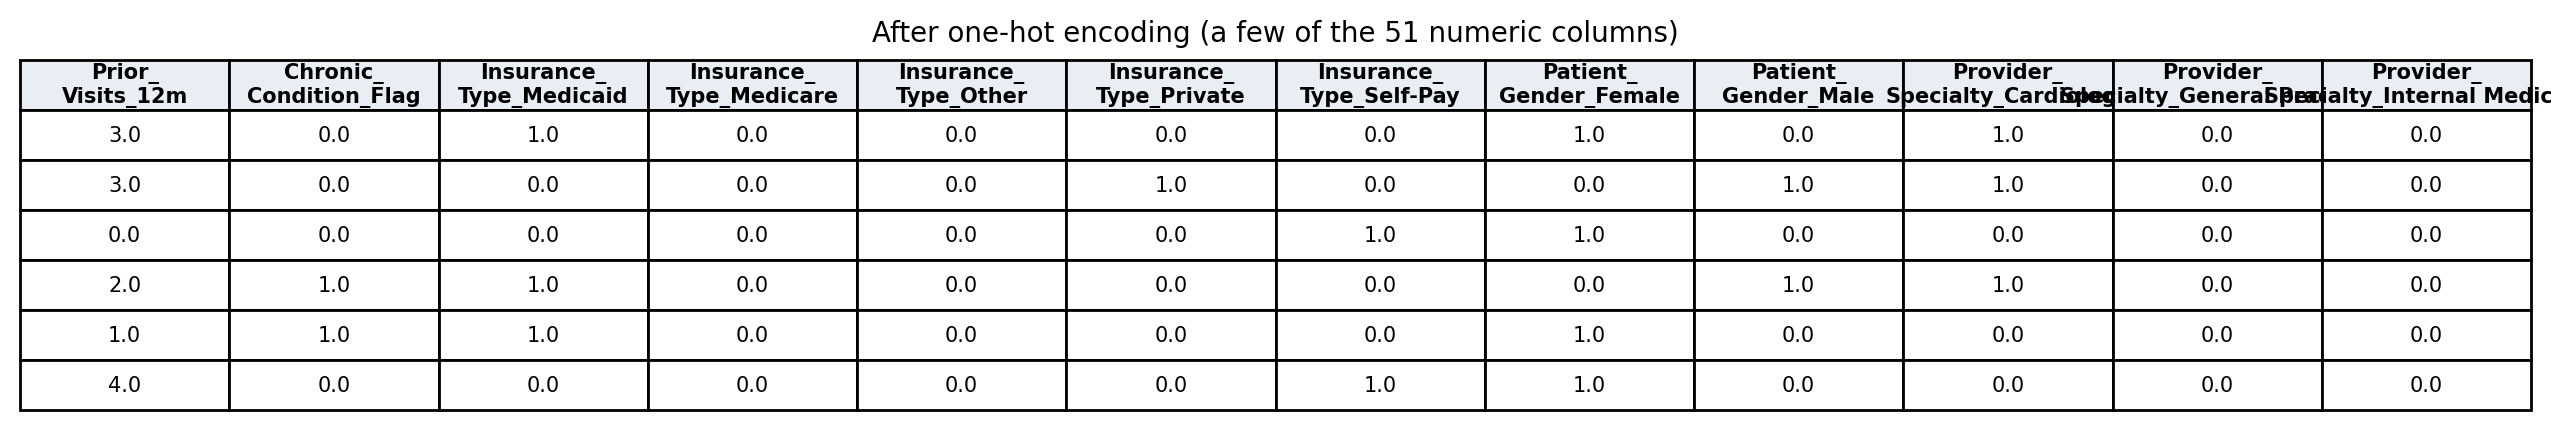 After one-hot encoding (a few of the 51 numeric columns)
Prior_ Chronic_ Insurance_ Insurance_ Insurance_ Insurance_ Insurance_ Patient_ Patient_ Provider_ Provider_ Provider_
Visits_12m Condition_Flag Type_Medicaid Type_Medicare Type_Other Type_Private Type_Self-Pay Gender_Female Gender_Male
3.0 0.0 1.0 0.0 0.0 0.0 0.0 1.0 0.0 1.0 0.0 0.0
3.0 0.0 0.0 0.0 0.0 1.0 0.0 0.0 1.0 1.0 0.0 0.0
0.0 0.0 0.0 0.0 0.0 0.0 1.0 1.0 0.0 0.0 0.0 0.0
2.0 1.0 1.0 0.0 0.0 0.0 0.0 0.0 1.0 1.0 0.0 0.0
1.0 1.0 1.0 0.0 0.0 0.0 0.0 1.0 0.0 0.0 0.0 0.0
4.0 0.0 0.0 0.0 0.0 0.0 1.0 1.0 0.0 0.0 0.0 0.0